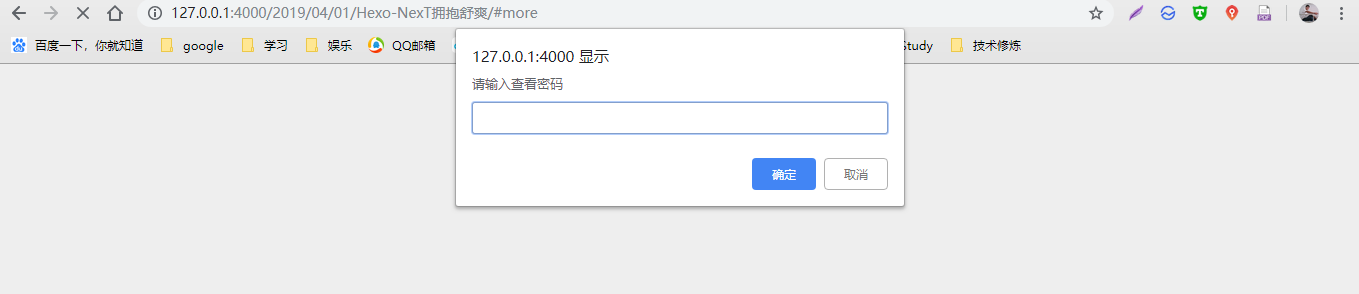 127.0.0.1:4000/2019/04/01/Hexo-NexT拥抱舒爽/#more
百度一下，你就知道 google 学习 娱乐 QQ邮箱 Study 技术修炼
127.0.0.1:4000 显示
请输入查看密码
确定 取消